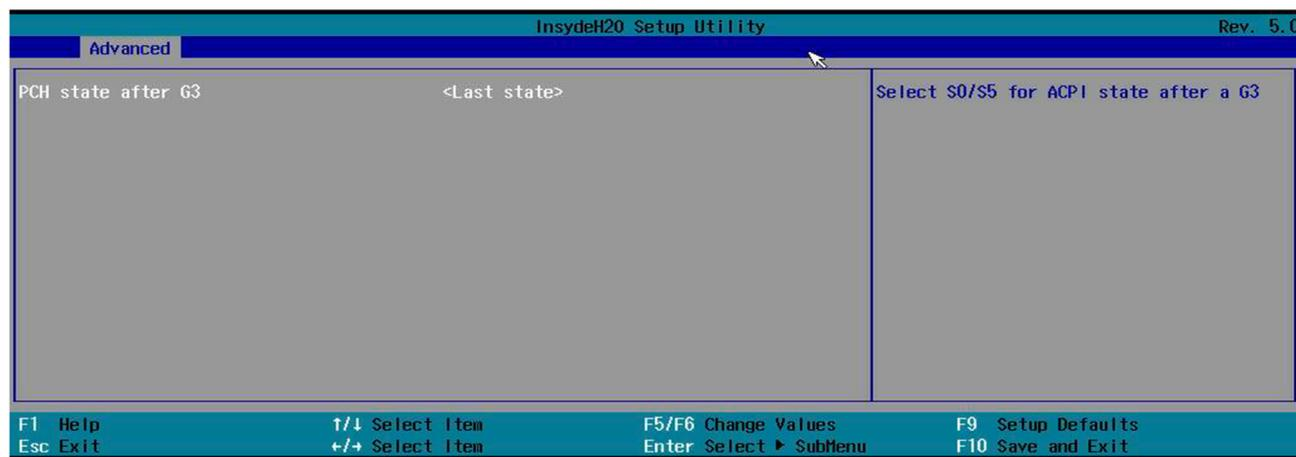 InsydeH2O Setup Utility Rev. 5.0
Advanced
PCH state after G3 <Last state> Select S0/S5 for ACPI state after a G3
F1 Help ↑/↓ Select Item F5/F6 Change Values F9 Setup Defaults
Esc Exit ←/→ Select Item Enter Select ▶ SubMenu F10 Save and Exit